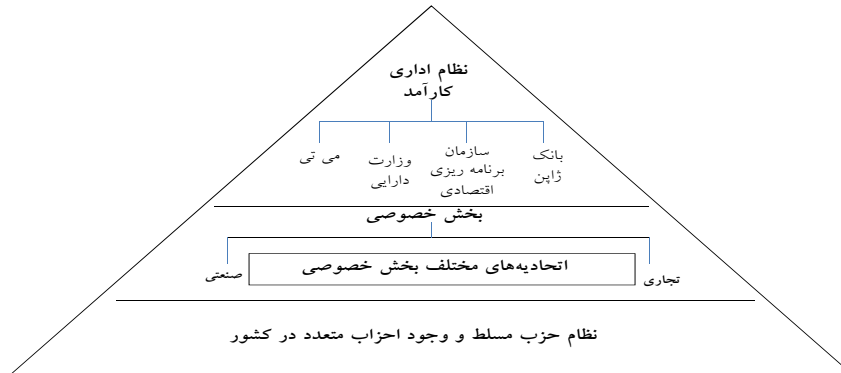 نظام اداری
کارآمد
بانک
ژاپن
سازمان
برنامه ریزی
اقتصادی
وزارت
دارایی
می تی
بخش خصوصی
تجاری
اتحادیه‌های مختلف بخش خصوصی
صنعتی
نظام حزب مسلط و وجود احزاب متعدد در کشور